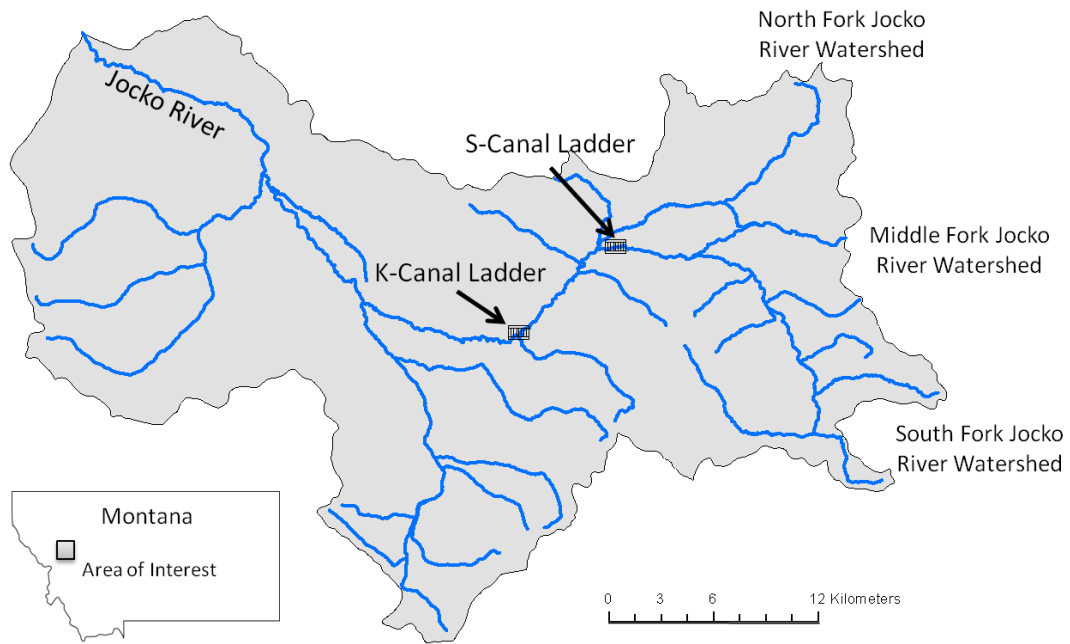 North Fork Jocko
River Watershed
Jocko River
S-Canal Ladder
Middle Fork Jocko
River Watershed
K-Canal Ladder
South Fork Jocko
River Watershed
Montana
Area of Interest
0 3 6 12 Kilometers